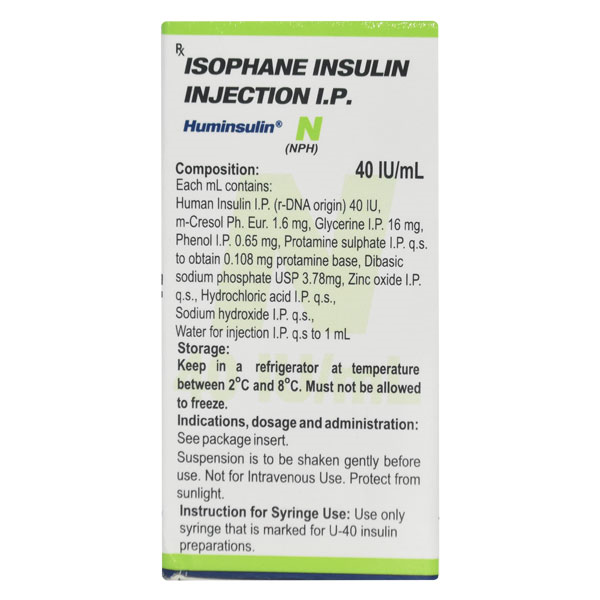 Rx
ISOPHANE INSULIN
INJECTION I.P.
Huminsulin® N
(NPH)
Composition: 40 IU/mL
Each mL contains:
Human Insulin I.P. (r-DNA origin) 40 IU,
m-Cresol Ph. Eur. 1.6 mg, Glycerine I.P. 16 mg,
Phenol I.P. 0.65 mg, Protamine sulphate I.P. q.s.
to obtain 0.108 mg protamine base, Dibasic
sodium phosphate USP 3.78mg, Zinc oxide I.P.
q.s., Hydrochloric acid I.P. q.s.,
Sodium hydroxide I.P. q.s.,
Water for injection I.P. q.s to 1 mL
Storage:
Keep in a refrigerator at temperature
between 2°C and 8°C. Must not be allowed
to freeze.
Indications, dosage and administration:
See package insert.
Suspension is to be shaken gently before
use. Not for Intravenous Use. Protect from
sunlight.
Instruction for Syringe Use: Use only
syringe that is marked for U-40 insulin
preparations.
N
40 IU/mL